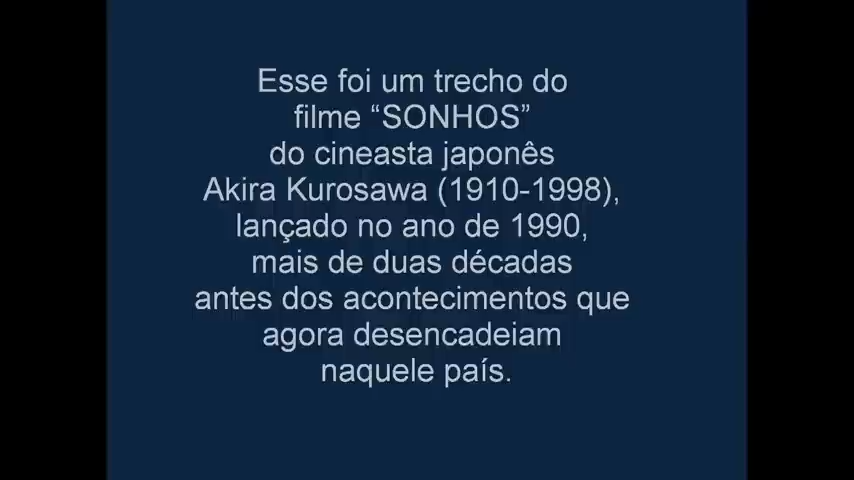 Esse foi um trecho do
filme “SONHOS”
do cineasta japonês
Akira Kurosawa (1910-1998),
lançado no ano de 1990,
mais de duas décadas
antes dos acontecimentos que
agora desencadeiam
naquele país.